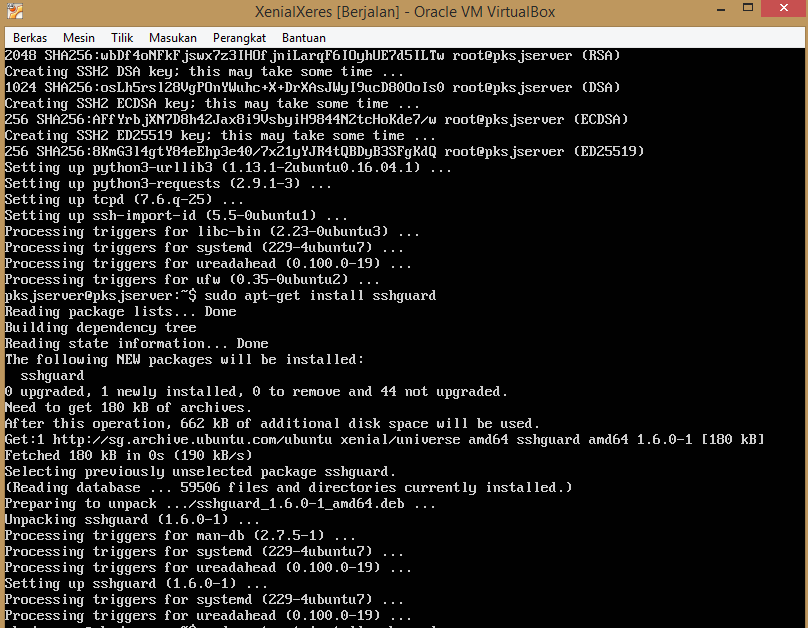 XenialXeres [Berjalan] - Oracle VM VirtualBox
Berkas Mesin Tilik Masukan Perangkat Bantuan
2048 SHA256:wbDf4oNFkFjswx7z3IHOfjniLarqF6IOyhUE7d5ILTw root@pksjserver (RSA)
Creating SSH2 DSA key; this may take some time ...
1024 SHA256:osLh5rsl28VgPOnYWuhc+X+DrXAsJWyI9ucD80OoIs0 root@pksjserver (DSA)
Creating SSH2 ECDSA key; this may take some time ...
256 SHA256:AFfYrbjXN7D8h42Jax8i9VsbyiH9844N2tcHoKde7/w root@pksjserver (ECDSA)
Creating SSH2 ED25519 key; this may take some time ...
256 SHA256:8KmG3l4gtY84eEhp3e40/7x21yYJR4tQBDyB3SFgKdQ root@pksjserver (ED25519)
Setting up python3-urllib3 (1.13.1-2ubuntu0.16.04.1) ...
Setting up python3-requests (2.9.1-3) ...
Setting up tcpd (7.6.q-25) ...
Setting up ssh-import-id (5.5-0ubuntu1) ...
Processing triggers for libc-bin (2.23-0ubuntu3) ...
Processing triggers for systemd (229-4ubuntu7) ...
Processing triggers for ureadahead (0.100.0-19) ...
Processing triggers for ufw (0.35-0ubuntu2) ...
pksjserver@pksjserver:~$ sudo apt-get install sshguard
Reading package lists... Done
Building dependency tree
Reading state information... Done
The following NEW packages will be installed:
  sshguard
0 upgraded, 1 newly installed, 0 to remove and 44 not upgraded.
Need to get 180 kB of archives.
After this operation, 662 kB of additional disk space will be used.
Get:1 http://sg.archive.ubuntu.com/ubuntu xenial/universe amd64 sshguard amd64 1.6.0-1 [180 kB]
Fetched 180 kB in 0s (190 kB/s)
Selecting previously unselected package sshguard.
(Reading database ... 59506 files and directories currently installed.)
Preparing to unpack .../sshguard_1.6.0-1_amd64.deb ...
Unpacking sshguard (1.6.0-1) ...
Processing triggers for man-db (2.7.5-1) ...
Processing triggers for systemd (229-4ubuntu7) ...
Processing triggers for ureadahead (0.100.0-19) ...
Setting up sshguard (1.6.0-1) ...
Processing triggers for systemd (229-4ubuntu7) ...
Processing triggers for ureadahead (0.100.0-19) ...